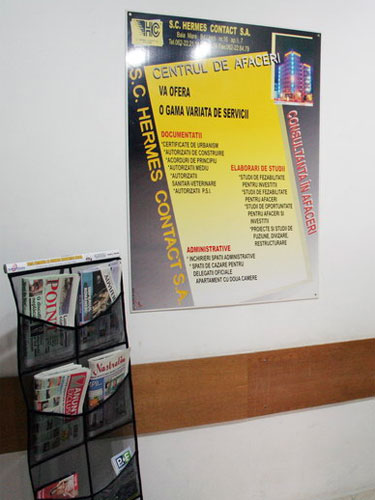 HC
S.C. HERMES CONTACT S.A.
Baia Mare
CENTRUL DE AFACERI
VA OFERA
O GAMA VARIATA DE SERVICII
S.C. HERMES CONTACT S.A.
CONSULTANTA IN AFACERI
DOCUMENTATII
*CERTIFICATE DE URBANISM
*AUTORIZATII DE CONSTRUIRE
*ACORDURI DE PRINCIPIU
*AUTORIZATII MEDIU
*AUTORIZATII
SANITAR-VETERINARE
*AUTORIZATII P.S.I.
ELABORARI DE STUDII
*STUDII DE FEZABILITATE
PENTRU INVESTITII
*STUDII DE FEZABILITATE
PENTRU AFACERI
*STUDII DE OPORTUNITATE
PENTRU AFACERI SI
INVESTITII
*PROIECTE SI STUDII DE
FUZIUNE, DIVIZARE,
RESTRUCTURARE
ADMINISTRATIVE
* INCHIRIERI SPATII ADMINISTRATIVE
* SPATII DE CAZARE PENTRU
DELEGATII OFICIALE
APARTAMENT CU DOUA CAMERE